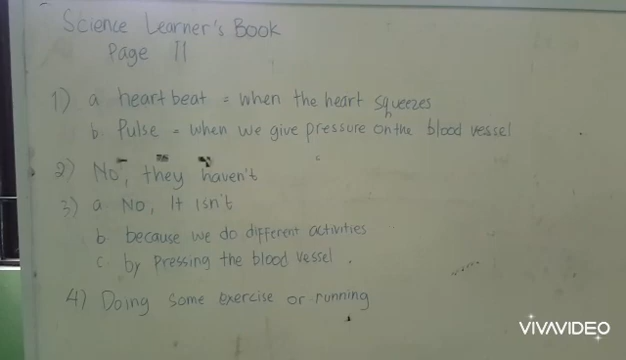 Science Learner's Book
Page 11
1) a heart beat = when the heart squeezes
b. Pulse = when we give pressure on the blood vessel
2) No, they haven't
3) a. No, It isn't
b. because we do different activities
c. by pressing the blood vessel.
4) Doing some exercise or running
VIVAVIDEO